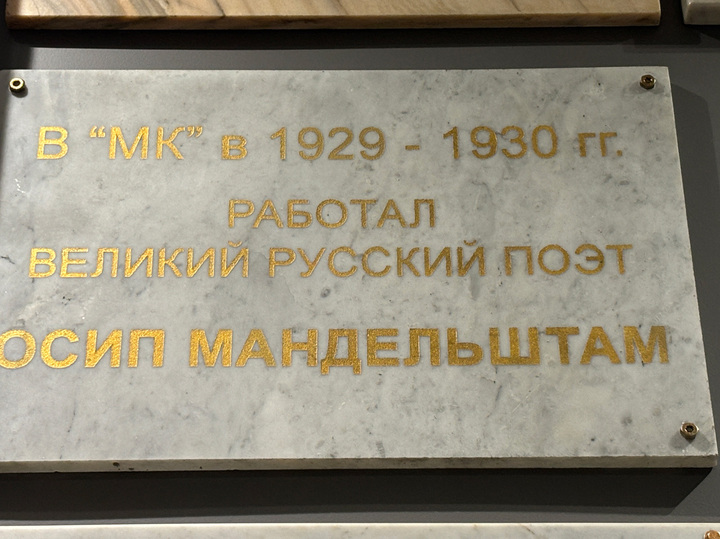 В “МК” в 1929 - 1930 гг.
РАБОТАЛ
ВЕЛИКИЙ РУССКИЙ ПОЭТ
ОСИП МАНДЕЛЬШТАМ